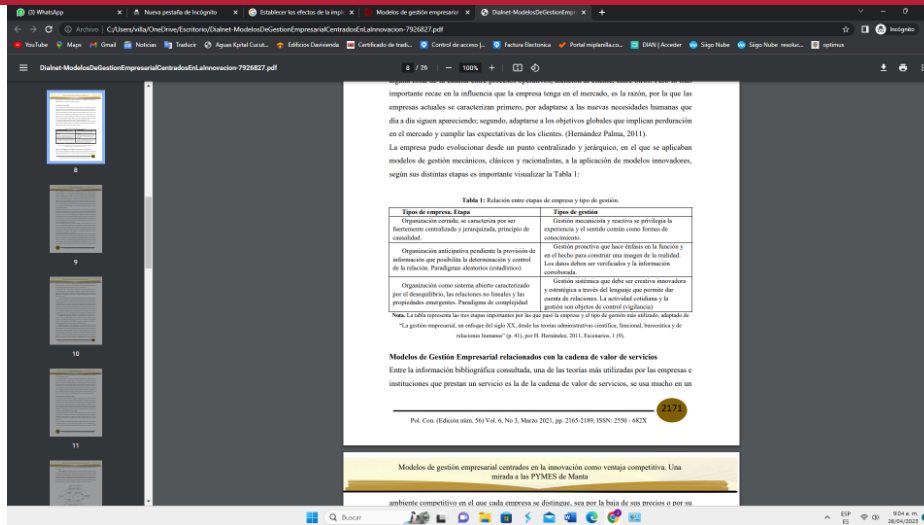 (3) WhatsApp
Nueva pestaña de Incógnito
Establecer los efectos de la imple
Modelos de gestión empresarial
Dialnet-ModelosDeGestionEmpr
Archivo | C:/Users/villa/OneDrive/Escritorio/Dialnet-ModelosDeGestionEmpresarialCentradosEnLaInnovacion-7926827.pdf
Incógnito
YouTube Maps Gmail Noticias Traducir Aguas Kpital Cucut... Edificios Davivienda Certificado de tradi... Control de acceso |... Factura Electonica Portal miplanilla.co... DIAN | Acceder Siigo Nube Siigo Nube resoluc... optimus
Dialnet-ModelosDeGestionEmpresarialCentradosEnLaInnovacion-7926827.pdf
8 / 26
100%
8
9
10
11
importante recae en la influencia que la empresa tenga en el mercado, es la razón, por la que las
empresas actuales se caracterizan primero, por adaptarse a las nuevas necesidades humanas que
día a día siguen apareciendo; segundo, adaptarse a los objetivos globales que implican perduración
en el mercado y cumplir las expectativas de los clientes. (Hernández Palma, 2011).
La empresa pudo evolucionar desde un punto centralizado y jerárquico, en el que se aplicaban
modelos de gestión mecánicos, clásicos y racionalistas, a la aplicación de modelos innovadores,
según sus distintas etapas es importante visualizar la Tabla 1:
Tabla 1: Relación entre etapas de empresa y tipo de gestión.
Tipos de empresa. Etapa
Tipos de gestión
Organización cerrada; se caracteriza por ser
fuertemente centralizada y jerarquizada, principio de
causalidad.
Gestión mecanicista y reactiva se privilegia la
experiencia y el sentido común como formas de
conocimiento.
Organización anticipativa pendiente la provisión de
información que posibilita la determinación y control
de la relación. Paradigmas aleatorios (estadístico)
Gestión proactiva que hace énfasis en la función y
en el hecho para construir una imagen de la realidad.
Los datos deben ser verificados y la información
corroborada.
Organización como sistema abierto caracterizado
por el desequilibrio, las relaciones no lineales y las
propiedades emergentes. Paradigma de complejidad
Gestión sistémica que debe ser creativa innovadora
y estratégica a través del lenguaje que permite dar
cuenta de relaciones. La actividad cotidiana y la
gestión son objetos de control (vigilancia)
Nota. La tabla representa las tres etapas importantes por las que pasó la empresa y el tipo de gestión más utilizado, adaptado de
"La gestión empresarial, un enfoque del siglo XX, desde las teorías administrativas científica, funcional, burocrática y de
relaciones humanas" (p. 41), por H. Hernández, 2011, Escenarios, 1 (9).
Modelos de Gestión Empresarial relacionados con la cadena de valor de servicios
Entre la información bibliográfica consultada, una de las teorías más utilizadas por las empresas e
instituciones que prestan un servicio es la de la cadena de valor de servicios, se usa mucho en un
2171
Pol. Con. (Edición núm. 56) Vol. 6, No 3, Marzo 2021, pp. 2165-2189, ISSN: 2550 - 682X
Modelos de gestión empresarial centrados en la innovación como ventaja competitiva. Una
mirada a las PYMES de Manta
ambiente competitivo en el que cada empresa se distingue, sea por la baja de sus precios o por su
Buscar
ESP
ES
8:04 a. m.
28/04/2023